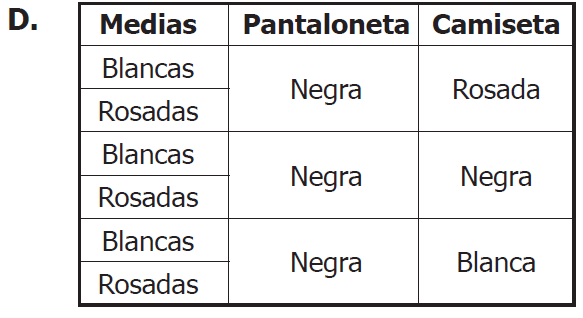 D.
Medias Pantaloneta Camiseta
Blancas
Negra Rosada
Rosadas
Blancas
Negra Negra
Rosadas
Blancas
Negra Blanca
Rosadas